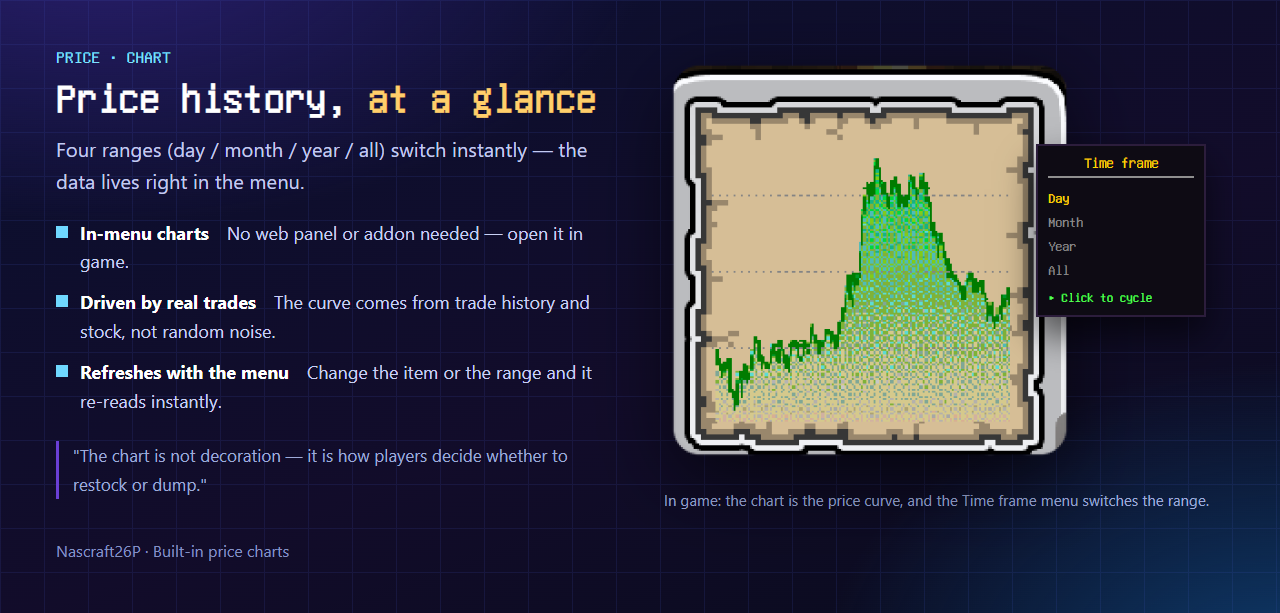 PRICE · CHART
Price history, at a glance
Four ranges (day / month / year / all) switch instantly — the
data lives right in the menu.
In-menu charts No web panel or addon needed — open it in
game.
Driven by real trades The curve comes from trade history and
stock, not random noise.
Refreshes with the menu Change the item or the range and it
re-reads instantly.
"The chart is not decoration — it is how players decide whether to
restock or dump."
Nascraft26P · Built-in price charts
Time frame
Day
Month
Year
All
▸ Click to cycle
In game: the chart is the price curve, and the Time frame menu switches the range.